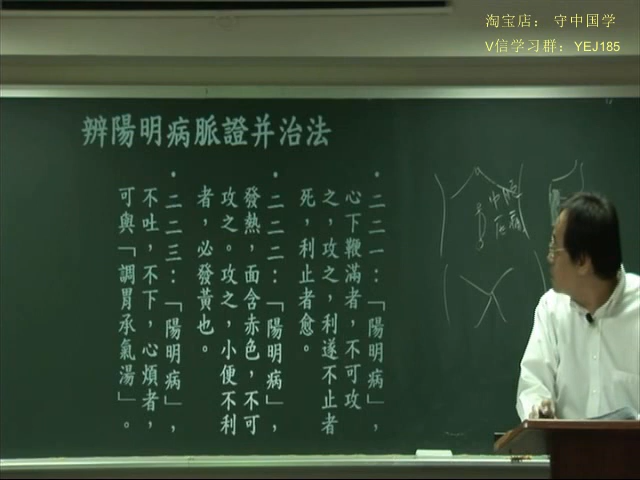 淘宝店： 守中国学
V信学习群：YEJ185
辨陽明病脈證并治法
・二二一：「陽明病」，
心下鞕滿者，不可攻
之，攻之，利遂不止者
死，利止者愈。
・二二二：「陽明病」，
發熱，面含赤色，不可
攻之。攻之，小便不利
者，必發黃也。
・二二三：「陽明病」，
不吐，不下，心煩者，
可與「調胃承氣湯」。